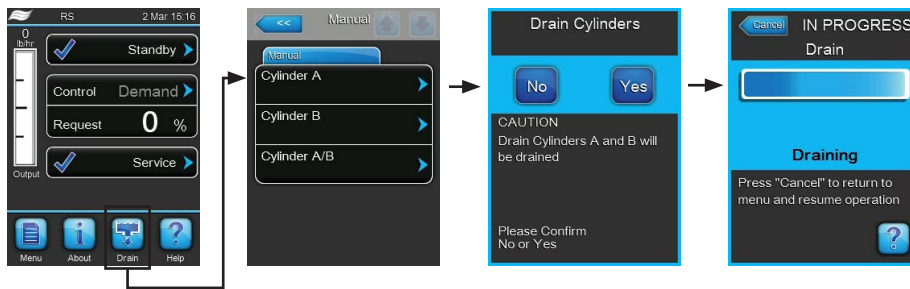 RS 2 Mar 15:16
0
lb/hr
Standby
Control Demand
Request 0 %
Service
Output
Menu About Drain Help
<< Manual
Manual
Cylinder A
Cylinder B
Cylinder A/B
Drain Cylinders
No Yes
CAUTION
Drain Cylinders A and B will
be drained
Please Confirm
No or Yes
Cancel IN PROGRESS
Drain
Draining
Press "Cancel" to return to
menu and resume operation
?